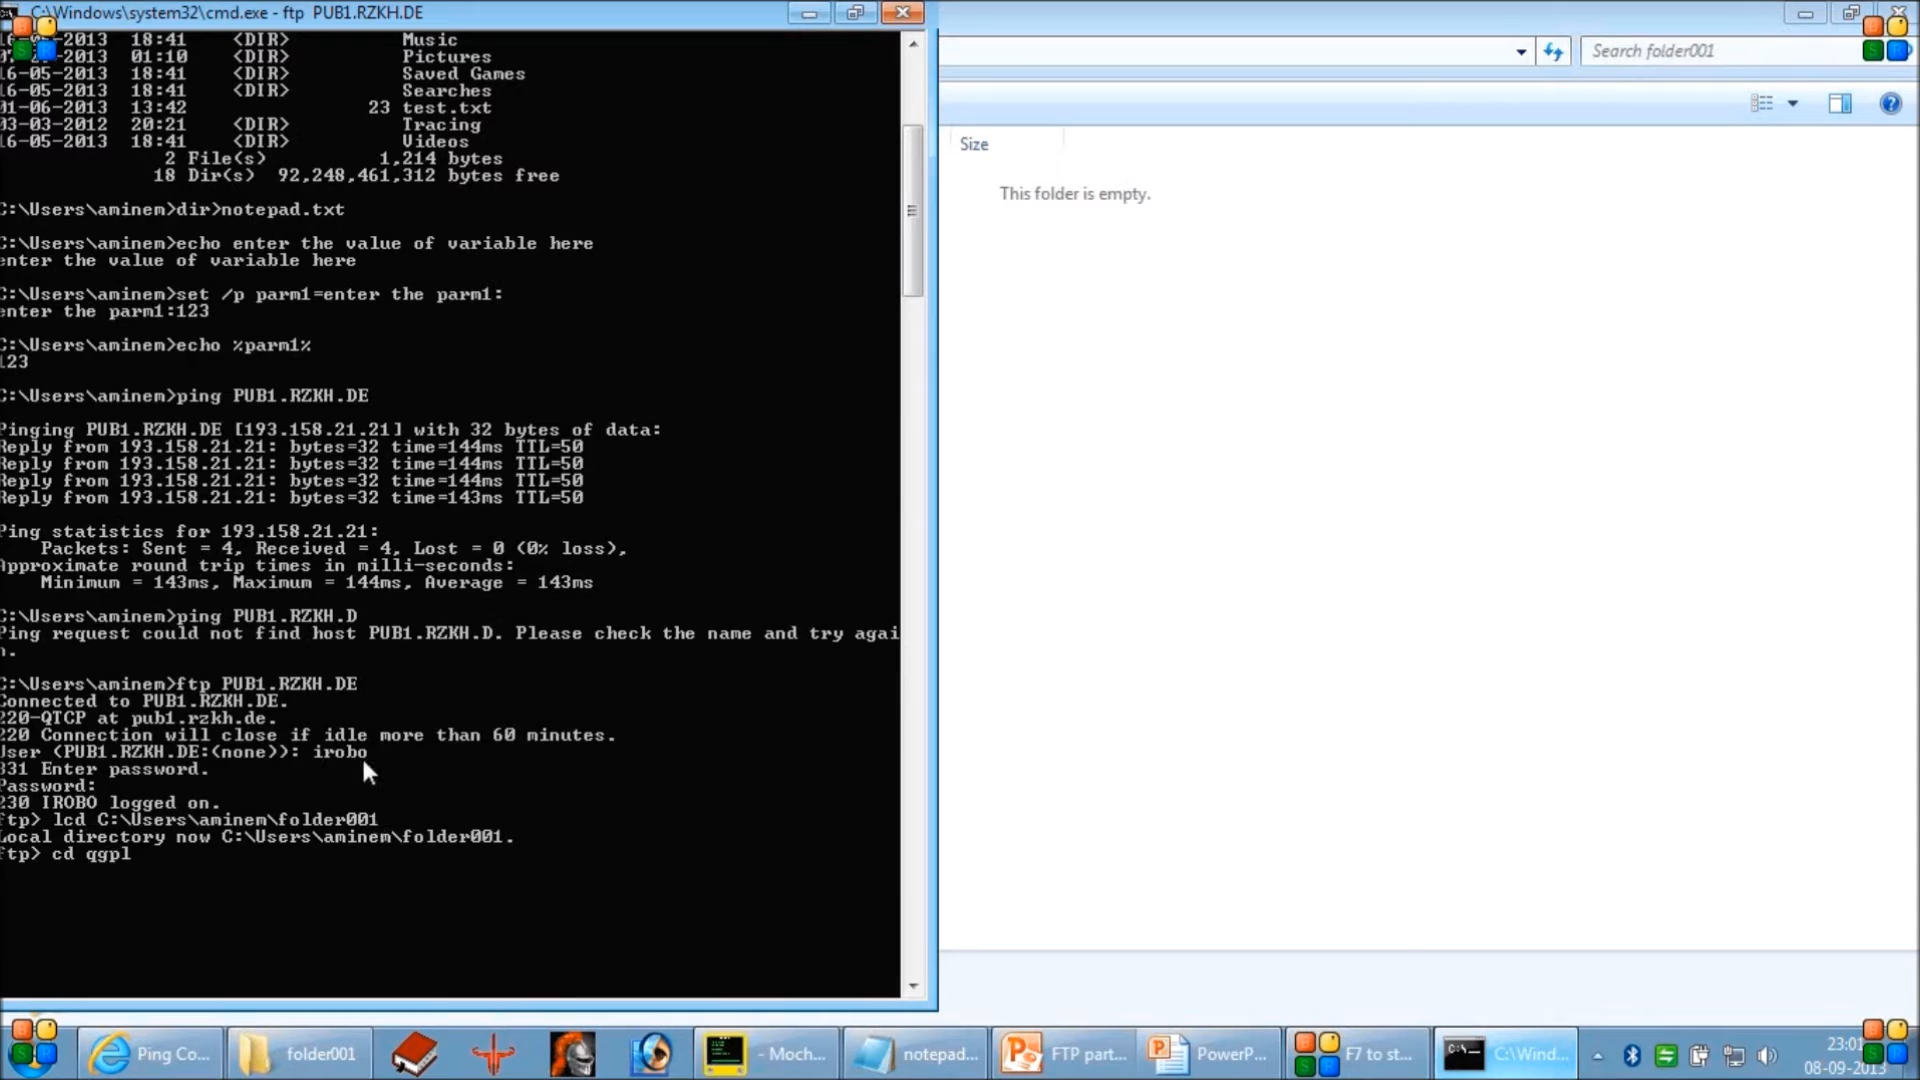 C:\Windows\system32\cmd.exe - ftp PUB1.RZKH.DE
16-05-2013 18:41 <DIR> Music
01:10 <DIR> Pictures
16-05-2013 18:41 <DIR> Saved Games
16-05-2013 18:41 <DIR> Searches
01-06-2013 13:42 23 test.txt
03-03-2012 20:21 <DIR> Tracing
16-05-2013 18:41 <DIR> Videos
2 File(s) 1,214 bytes
18 Dir(s) 92,248,461,312 bytes free
C:\Users\aminem>dir>notepad.txt
C:\Users\aminem>echo enter the value of variable here
enter the value of variable here
C:\Users\aminem>set /p parm1=enter the parm1:
enter the parm1:123
C:\Users\aminem>echo %parm1%
123
C:\Users\aminem>ping PUB1.RZKH.DE
Pinging PUB1.RZKH.DE [193.158.21.21] with 32 bytes of data:
Reply from 193.158.21.21: bytes=32 time=144ms TTL=50
Reply from 193.158.21.21: bytes=32 time=144ms TTL=50
Reply from 193.158.21.21: bytes=32 time=144ms TTL=50
Reply from 193.158.21.21: bytes=32 time=143ms TTL=50
Ping statistics for 193.158.21.21:
Packets: Sent = 4, Received = 4, Lost = 0 (0% loss),
Approximate round trip times in milli-seconds:
Minimum = 143ms, Maximum = 144ms, Average = 143ms
C:\Users\aminem>ping PUB1.RZKH.D
Ping request could not find host PUB1.RZKH.D. Please check the name and try agai
n.
C:\Users\aminem>ftp PUB1.RZKH.DE
Connected to PUB1.RZKH.DE.
220-QTCP at pub1.rzkh.de.
220 Connection will close if idle more than 60 minutes.
User (PUB1.RZKH.DE:(none)): irobo
331 Enter password.
Password:
230 IROBO logged on.
ftp> lcd C:\Users\aminem\folder001
Local directory now C:\Users\aminem\folder001.
ftp> cd qgpl
Search folder001
Size
This folder is empty.
Ping Co...
folder001
- Moch...
notepad...
FTP part...
PowerP...
F7 to st...
C:\Wind...
23:01
08-09-2013